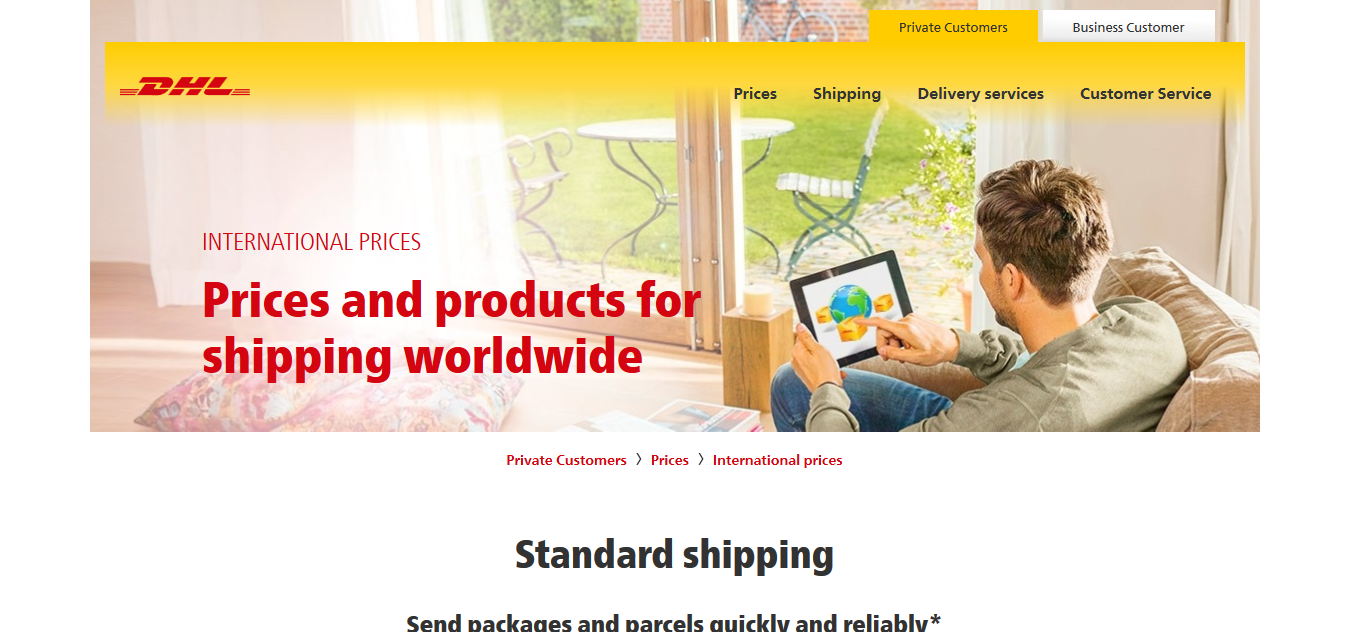 Private Customers
Business Customer
DHL
Prices
Shipping
Delivery services
Customer Service
INTERNATIONAL PRICES
Prices and products for
shipping worldwide
Private Customers > Prices > International prices
Standard shipping
Send packages and parcels quickly and reliably*